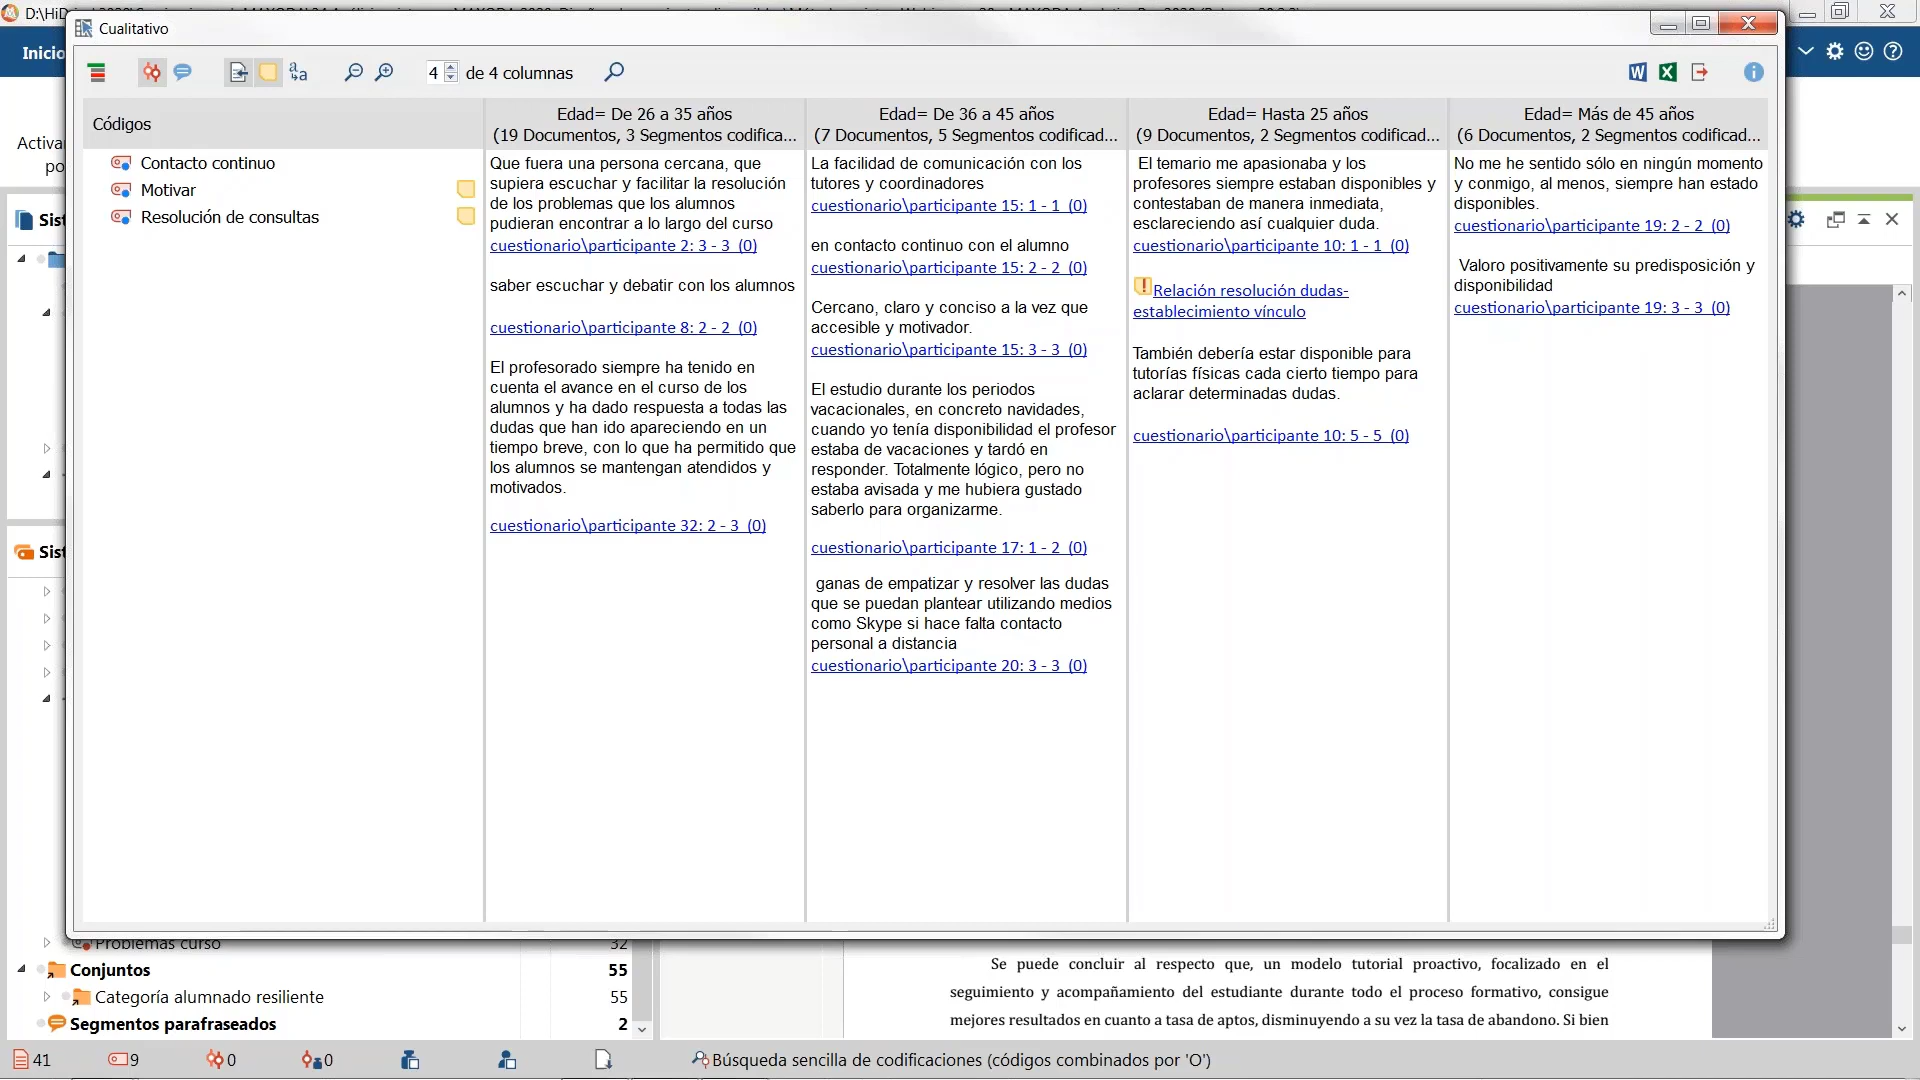 D:\HiD
Cualitativo
Inicio
4 de 4 columnas
Activa
po
Sist
Sist
Códigos
Contacto continuo
Motivar
Resolución de consultas
Edad= De 26 a 35 años
(19 Documentos, 3 Segmentos codifica...
Que fuera una persona cercana, que
supiera escuchar y facilitar la resolución
de los problemas que los alumnos
pudieran encontrar a lo largo del curso
cuestionario\participante 2: 3 - 3 (0)
saber escuchar y debatir con los alumnos
cuestionario\participante 8: 2 - 2 (0)
El profesorado siempre ha tenido en
cuenta el avance en el curso de los
alumnos y ha dado respuesta a todas las
dudas que han ido apareciendo en un
tiempo breve, con lo que ha permitido que
los alumnos se mantengan atendidos y
motivados.
cuestionario\participante 32: 2 - 3 (0)
Edad= De 36 a 45 años
(7 Documentos, 5 Segmentos codificad...
La facilidad de comunicación con los
tutores y coordinadores
cuestionario\participante 15: 1 - 1 (0)
en contacto continuo con el alumno
cuestionario\participante 15: 2 - 2 (0)
Cercano, claro y conciso a la vez que
accesible y motivador.
cuestionario\participante 15: 3 - 3 (0)
El estudio durante los periodos
vacacionales, en concreto navidades,
cuando yo tenía disponibilidad el profesor
estaba de vacaciones y tardó en
responder. Totalmente lógico, pero no
estaba avisada y me hubiera gustado
saberlo para organizarme.
cuestionario\participante 17: 1 - 2 (0)
ganas de empatizar y resolver las dudas
que se puedan plantear utilizando medios
como Skype si hace falta contacto
personal a distancia
cuestionario\participante 20: 3 - 3 (0)
Edad= Hasta 25 años
(9 Documentos, 2 Segmentos codificad...
El temario me apasionaba y los
profesores siempre estaban disponibles y
contestaban de manera inmediata,
esclareciendo así cualquier duda.
cuestionario\participante 10: 1 - 1 (0)
Relación resolución dudas-
establecimiento vínculo
También debería estar disponible para
tutorías físicas cada cierto tiempo para
aclarar determinadas dudas.
cuestionario\participante 10: 5 - 5 (0)
Edad= Más de 45 años
(6 Documentos, 2 Segmentos codificad...
No me he sentido sólo en ningún momento
y conmigo, al menos, siempre han estado
disponibles.
cuestionario\participante 19: 2 - 2 (0)
Valoro positivamente su predisposición y
disponibilidad
cuestionario\participante 19: 3 - 3 (0)
Problemas curso 32
Conjuntos 55
Categoría alumnado resiliente 55
Segmentos parafraseados 2
Se puede concluir al respecto que, un modelo tutorial proactivo, focalizado en el
seguimiento y acompañamiento del estudiante durante todo el proceso formativo, consigue
mejores resultados en cuanto a tasa de aptos, disminuyendo a su vez la tasa de abandono. Si bien
41 9 0 0 Búsqueda sencilla de codificaciones (códigos combinados por 'O')